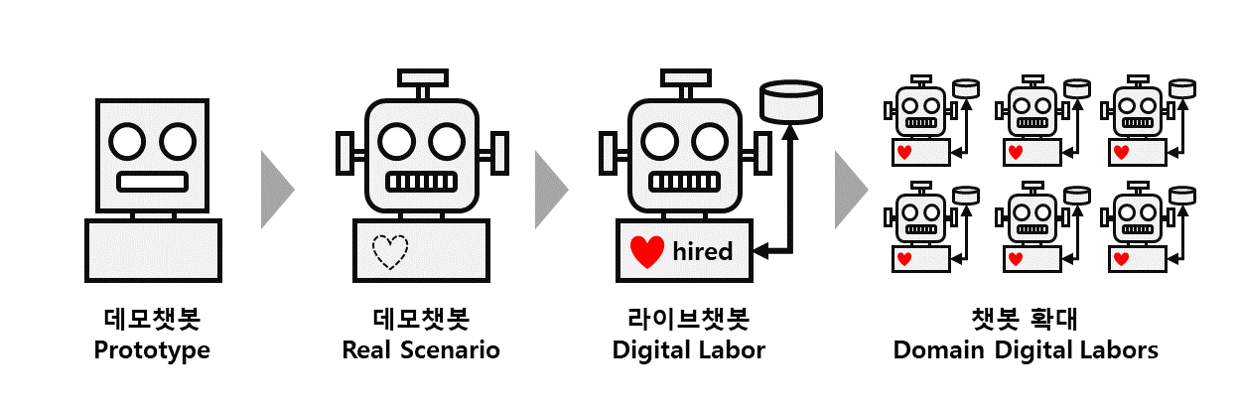 hired
데모챗봇
Prototype
데모챗봇
Real Scenario
라이브챗봇
Digital Labor
챗봇 확대
Domain Digital Labors